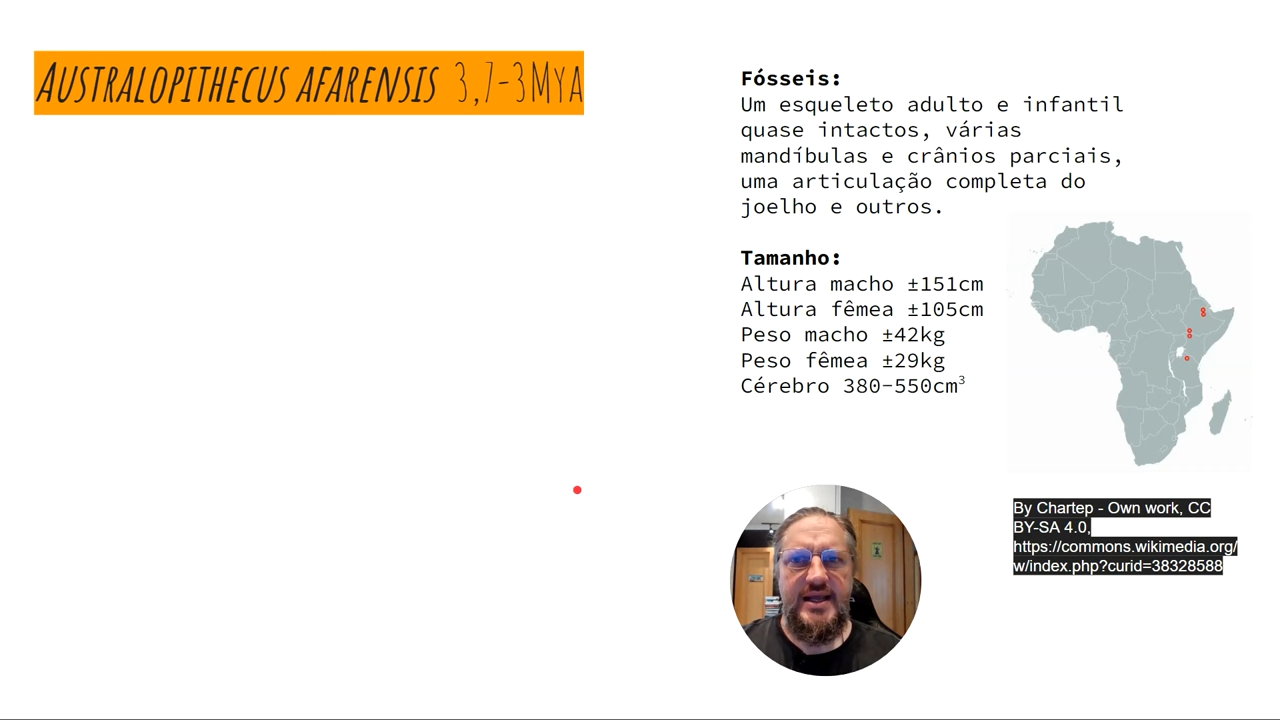 AUSTRALOPITHECUS AFARENSIS 3,7-3MYA
Fósseis:
Um esqueleto adulto e infantil
quase intactos, várias
mandíbulas e crânios parciais,
uma articulação completa do
joelho e outros.
Tamanho:
Altura macho ±151cm
Altura fêmea ±105cm
Peso macho ±42kg
Peso fêmea ±29kg
Cérebro 380-550cm³
By Chartep - Own work, CC
BY-SA 4.0,
https://commons.wikimedia.org/
w/index.php?curid=38328588